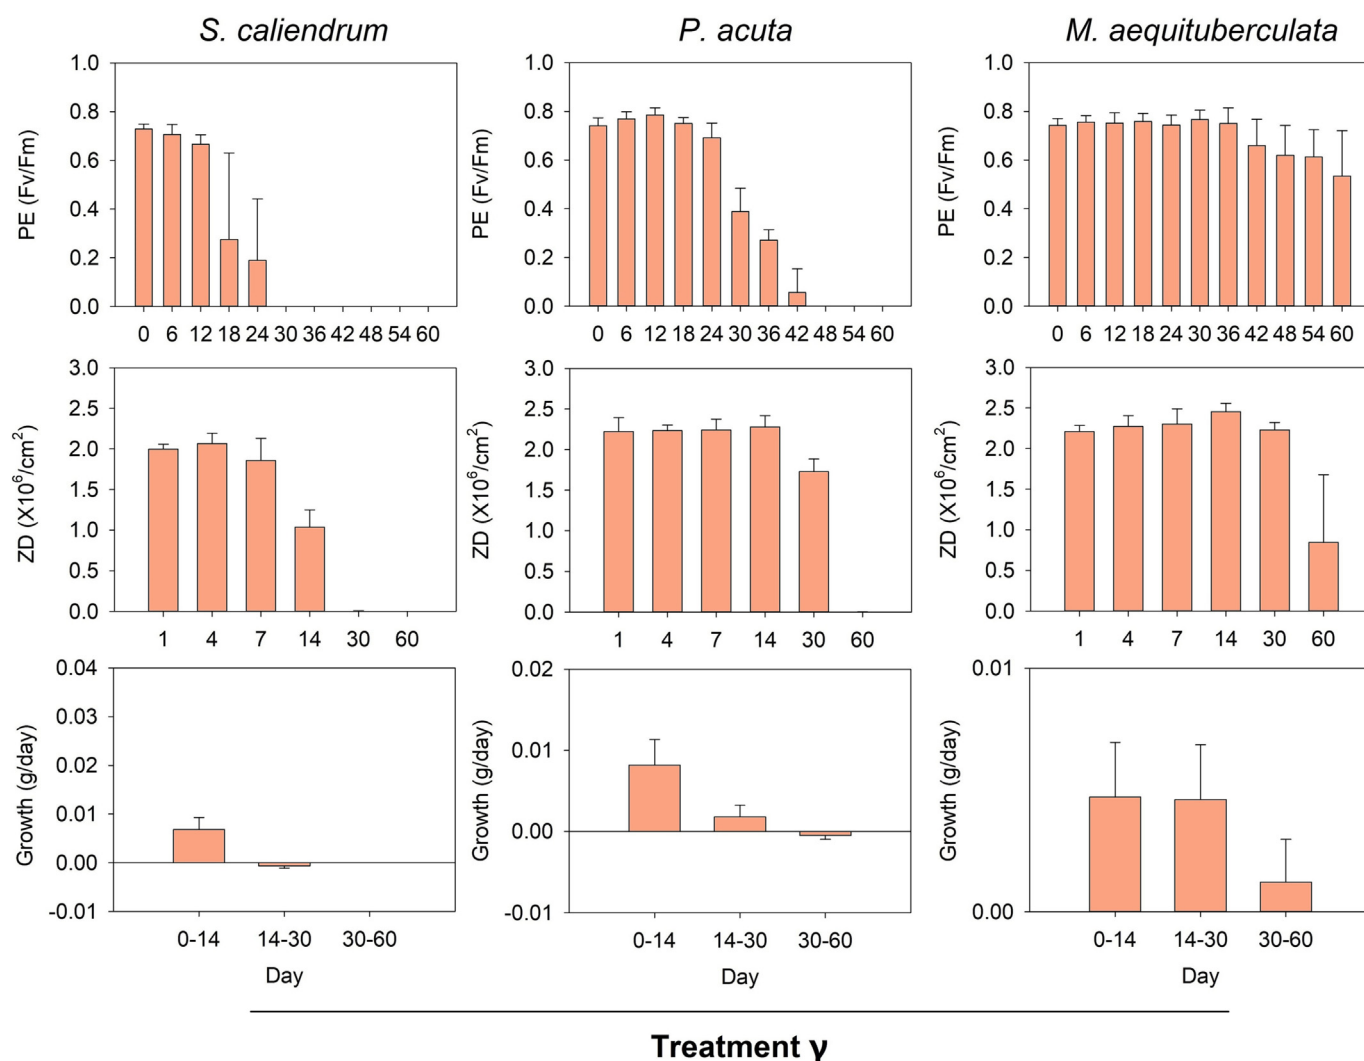 S. caliendrum P. acuta M. aequituberculata
PE (Fv/Fm)
1.0
0.8
0.6
0.4
0.2
0.0
0 6 12 18 24 30 36 42 48 54 60
PE (Fv/Fm)
1.0
0.8
0.6
0.4
0.2
0.0
0 6 12 18 24 30 36 42 48 54 60
PE (Fv/Fm)
1.0
0.8
0.6
0.4
0.2
0.0
0 6 12 18 24 30 36 42 48 54 60
ZD (X10⁶/cm²)
3.0
2.5
2.0
1.5
1.0
0.5
0.0
1 4 7 14 30 60
ZD (X10⁶/cm²)
3.0
2.5
2.0
1.5
1.0
0.5
0.0
1 4 7 14 30 60
ZD (X10⁶/cm²)
3.0
2.5
2.0
1.5
1.0
0.5
0.0
1 4 7 14 30 60
Growth (g/day)
0.04
0.03
0.02
0.01
0.00
-0.01
0-14 14-30 30-60
Day
Growth (g/day)
0.02
0.01
0.00
-0.01
0-14 14-30 30-60
Day
Growth (g/day)
0.01
0.00
0-14 14-30 30-60
Day
Treatment γ